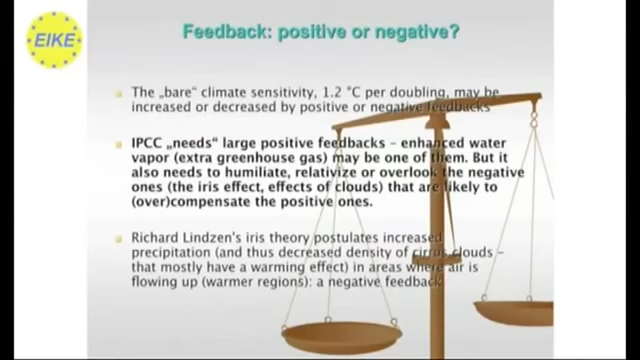 EIKE
Feedback: positive or negative?
The „bare“ climate sensitivity, 1.2 °C per doubling, may be
increased or decreased by positive or negative feedbacks
IPCC „needs“ large positive feedbacks – enhanced water
vapor (extra greenhouse gas) may be one of them. But it
also needs to humiliate, relativize or overlook the negative
ones (the iris effect, effects of clouds) that are likely to
(over)compensate the positive ones.
Richard Lindzen's iris theory postulates increased
precipitation (and thus decreased density of cirrus clouds –
that mostly have a warming effect) in areas where air is
flowing up (warmer regions): a negative feedback